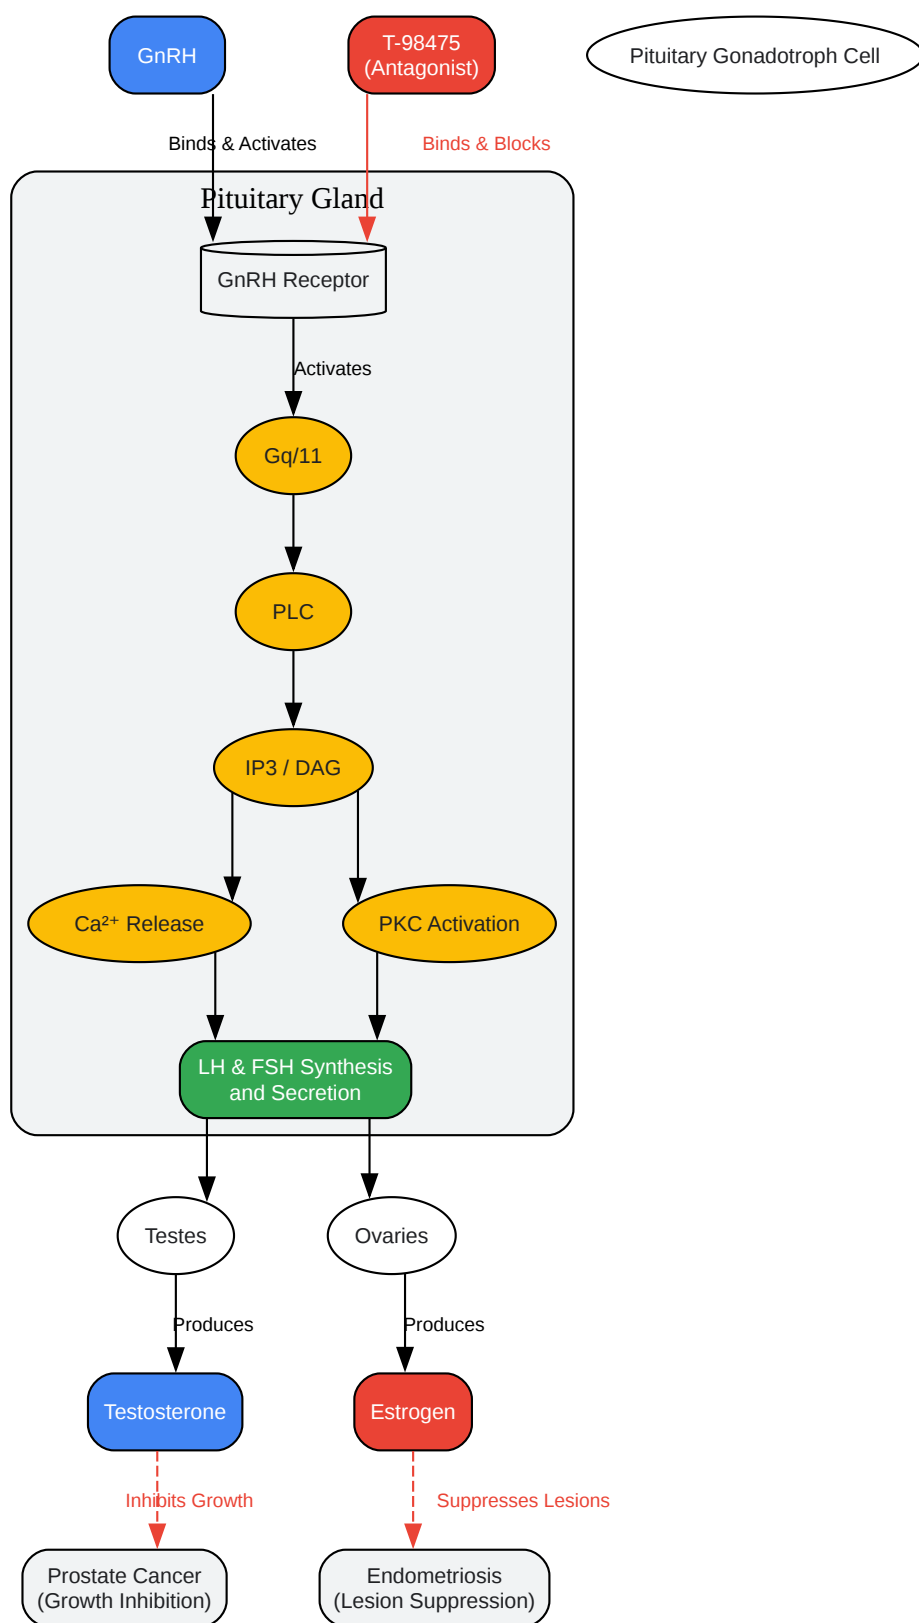 GnRH
T-98475
(Antagonist)
Pituitary Gonadotroph Cell
Binds & Activates
Binds & Blocks
Pituitary Gland
GnRH Receptor
Activates
Gq/11
PLC
IP3 / DAG
Ca²⁺ Release
PKC Activation
LH & FSH Synthesis
and Secretion
Testes
Ovaries
Produces
Produces
Testosterone
Estrogen
Inhibits Growth
Suppresses Lesions
Prostate Cancer
(Growth Inhibition)
Endometriosis
(Lesion Suppression)